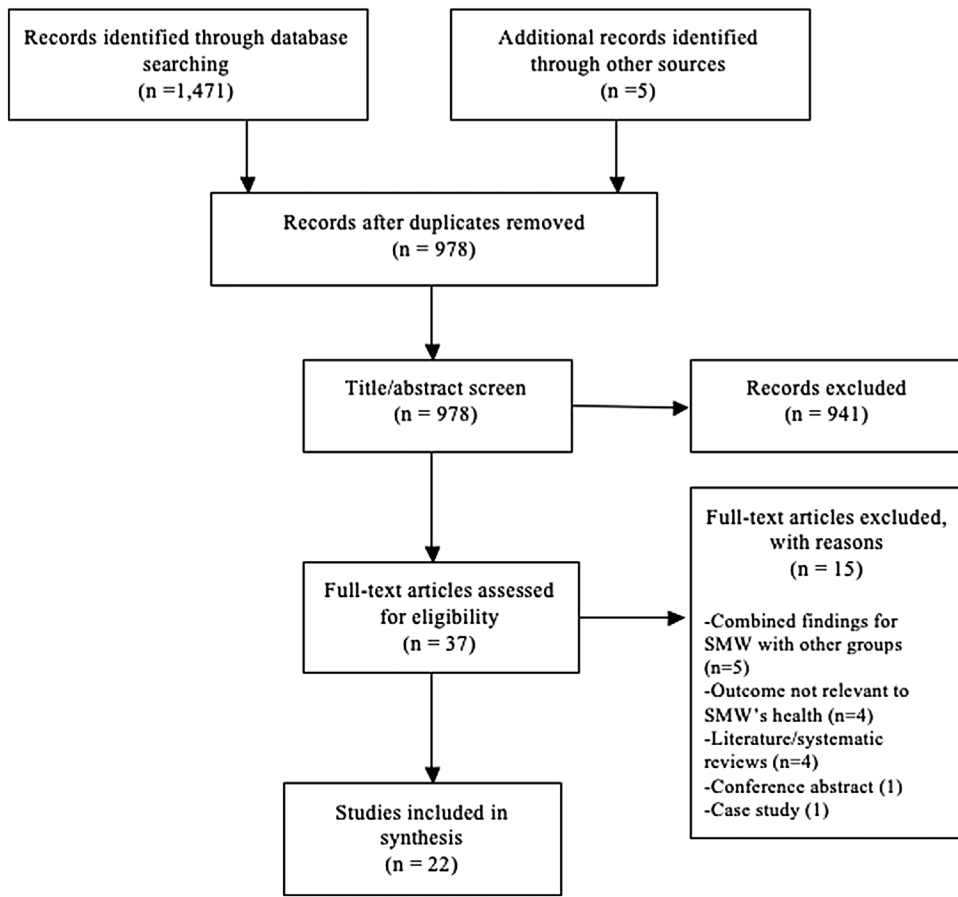 Records identified through database
searching
(n =1,471)
Additional records identified
through other sources
(n =5)
Records after duplicates removed
(n = 978)
Title/abstract screen
(n = 978)
Records excluded
(n = 941)
Full-text articles assessed
for eligibility
(n = 37)
Full-text articles excluded,
with reasons
(n = 15)
-Combined findings for
SMW with other groups
(n=5)
-Outcome not relevant to
SMW's health (n=4)
-Literature/systematic
reviews (n=4)
-Conference abstract (1)
-Case study (1)
Studies included in
synthesis
(n = 22)